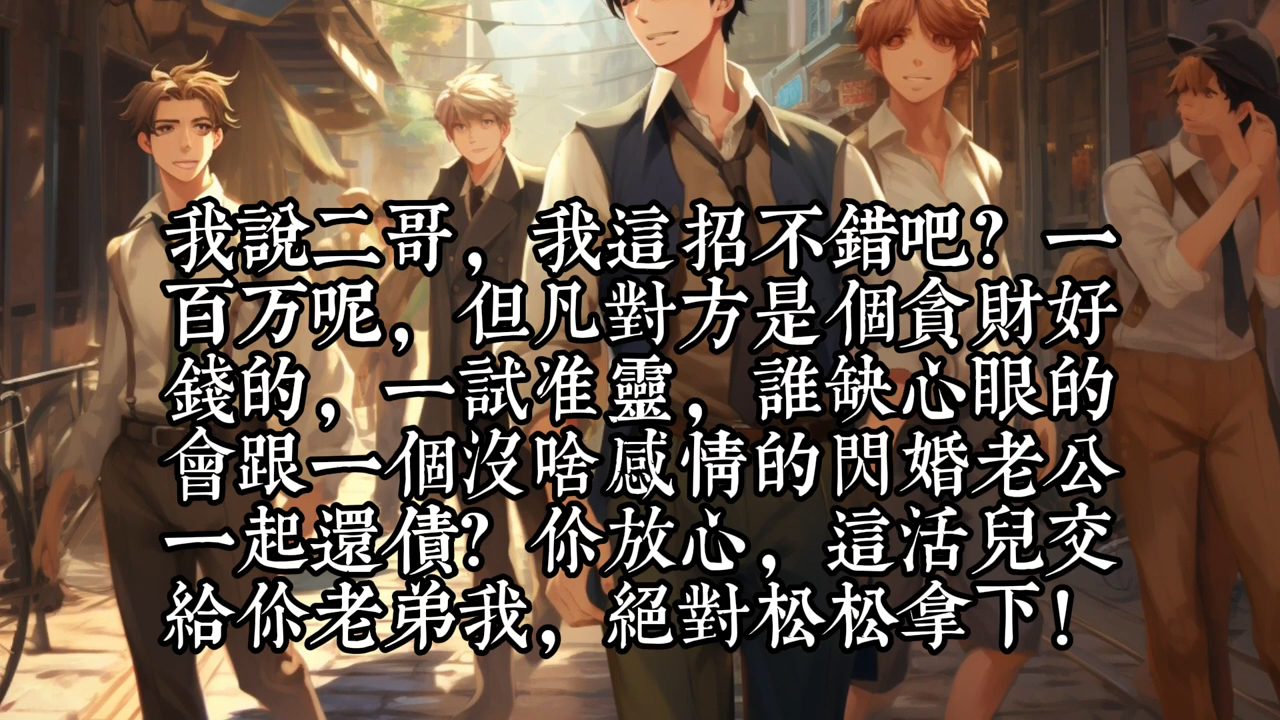 我說二哥，我這招不錯吧？一
百万呢，但凡對方是個貪財好
錢的，一試准靈，誰缺心眼的
會跟一個沒啥感情的閃婚老公
一起還債？你放心，這活兒交
給你老弟我，絕對松松拿下！